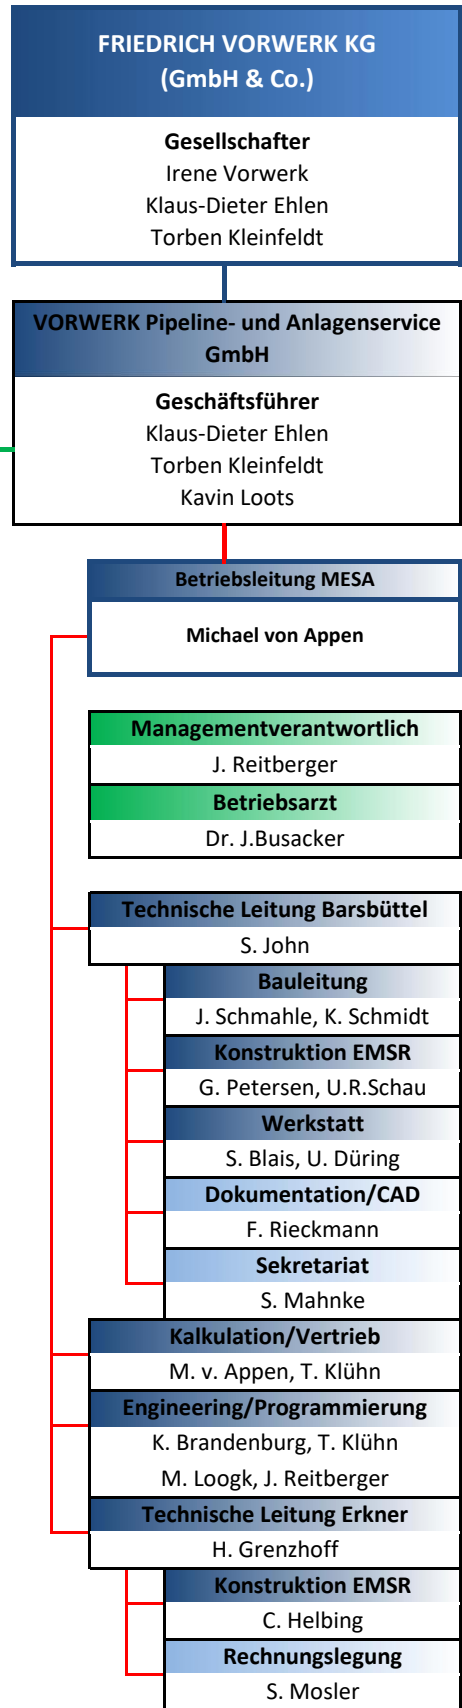 FRIEDRICH VORWERK KG
(GmbH & Co.)
Gesellschafter
Irene Vorwerk
Klaus-Dieter Ehlen
Torben Kleinfeldt
VORWERK Pipeline- und Anlagenservice
GmbH
Geschäftsführer
Klaus-Dieter Ehlen
Torben Kleinfeldt
Kavin Loots
Betriebsleitung MESA
Michael von Appen
Managementverantwortlich
J. Reitberger
Betriebsarzt
Dr. J.Busacker
Technische Leitung Barsbüttel
S. John
Bauleitung
J. Schmahle, K. Schmidt
Konstruktion EMSR
G. Petersen, U.R.Schau
Werkstatt
S. Blais, U. Düring
Dokumentation/CAD
F. Rieckmann
Sekretariat
S. Mahnke
Kalkulation/Vertrieb
M. v. Appen, T. Klühn
Engineering/Programmierung
K. Brandenburg, T. Klühn
M. Loogk, J. Reitberger
Technische Leitung Erkner
H. Grenzhoff
Konstruktion EMSR
C. Helbing
Rechnungslegung
S. Mosler